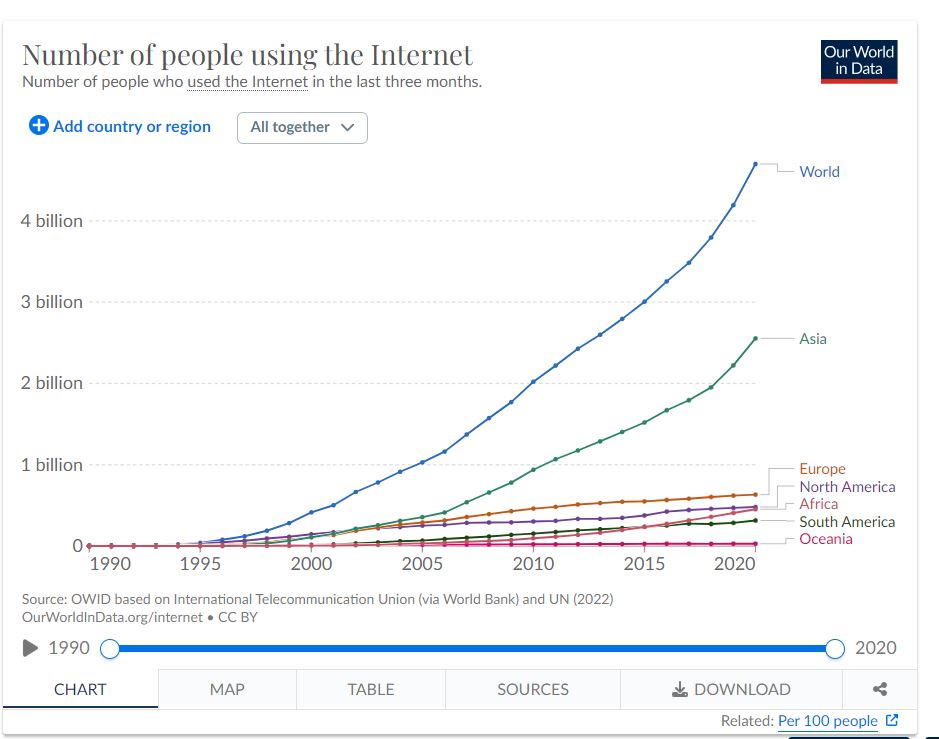 Number of people using the Internet
Number of people who used the Internet in the last three months.
Our World
in Data
Add country or region
All together
World
4 billion
3 billion
Asia
2 billion
1 billion
Europe
North America
Africa
South America
Oceania
0
1990 1995 2000 2005 2010 2015 2020
Source: OWID based on International Telecommunication Union (via World Bank) and UN (2022)
OurWorldInData.org/internet • CC BY
1990 2020
CHART MAP TABLE SOURCES DOWNLOAD
Related: Per 100 people